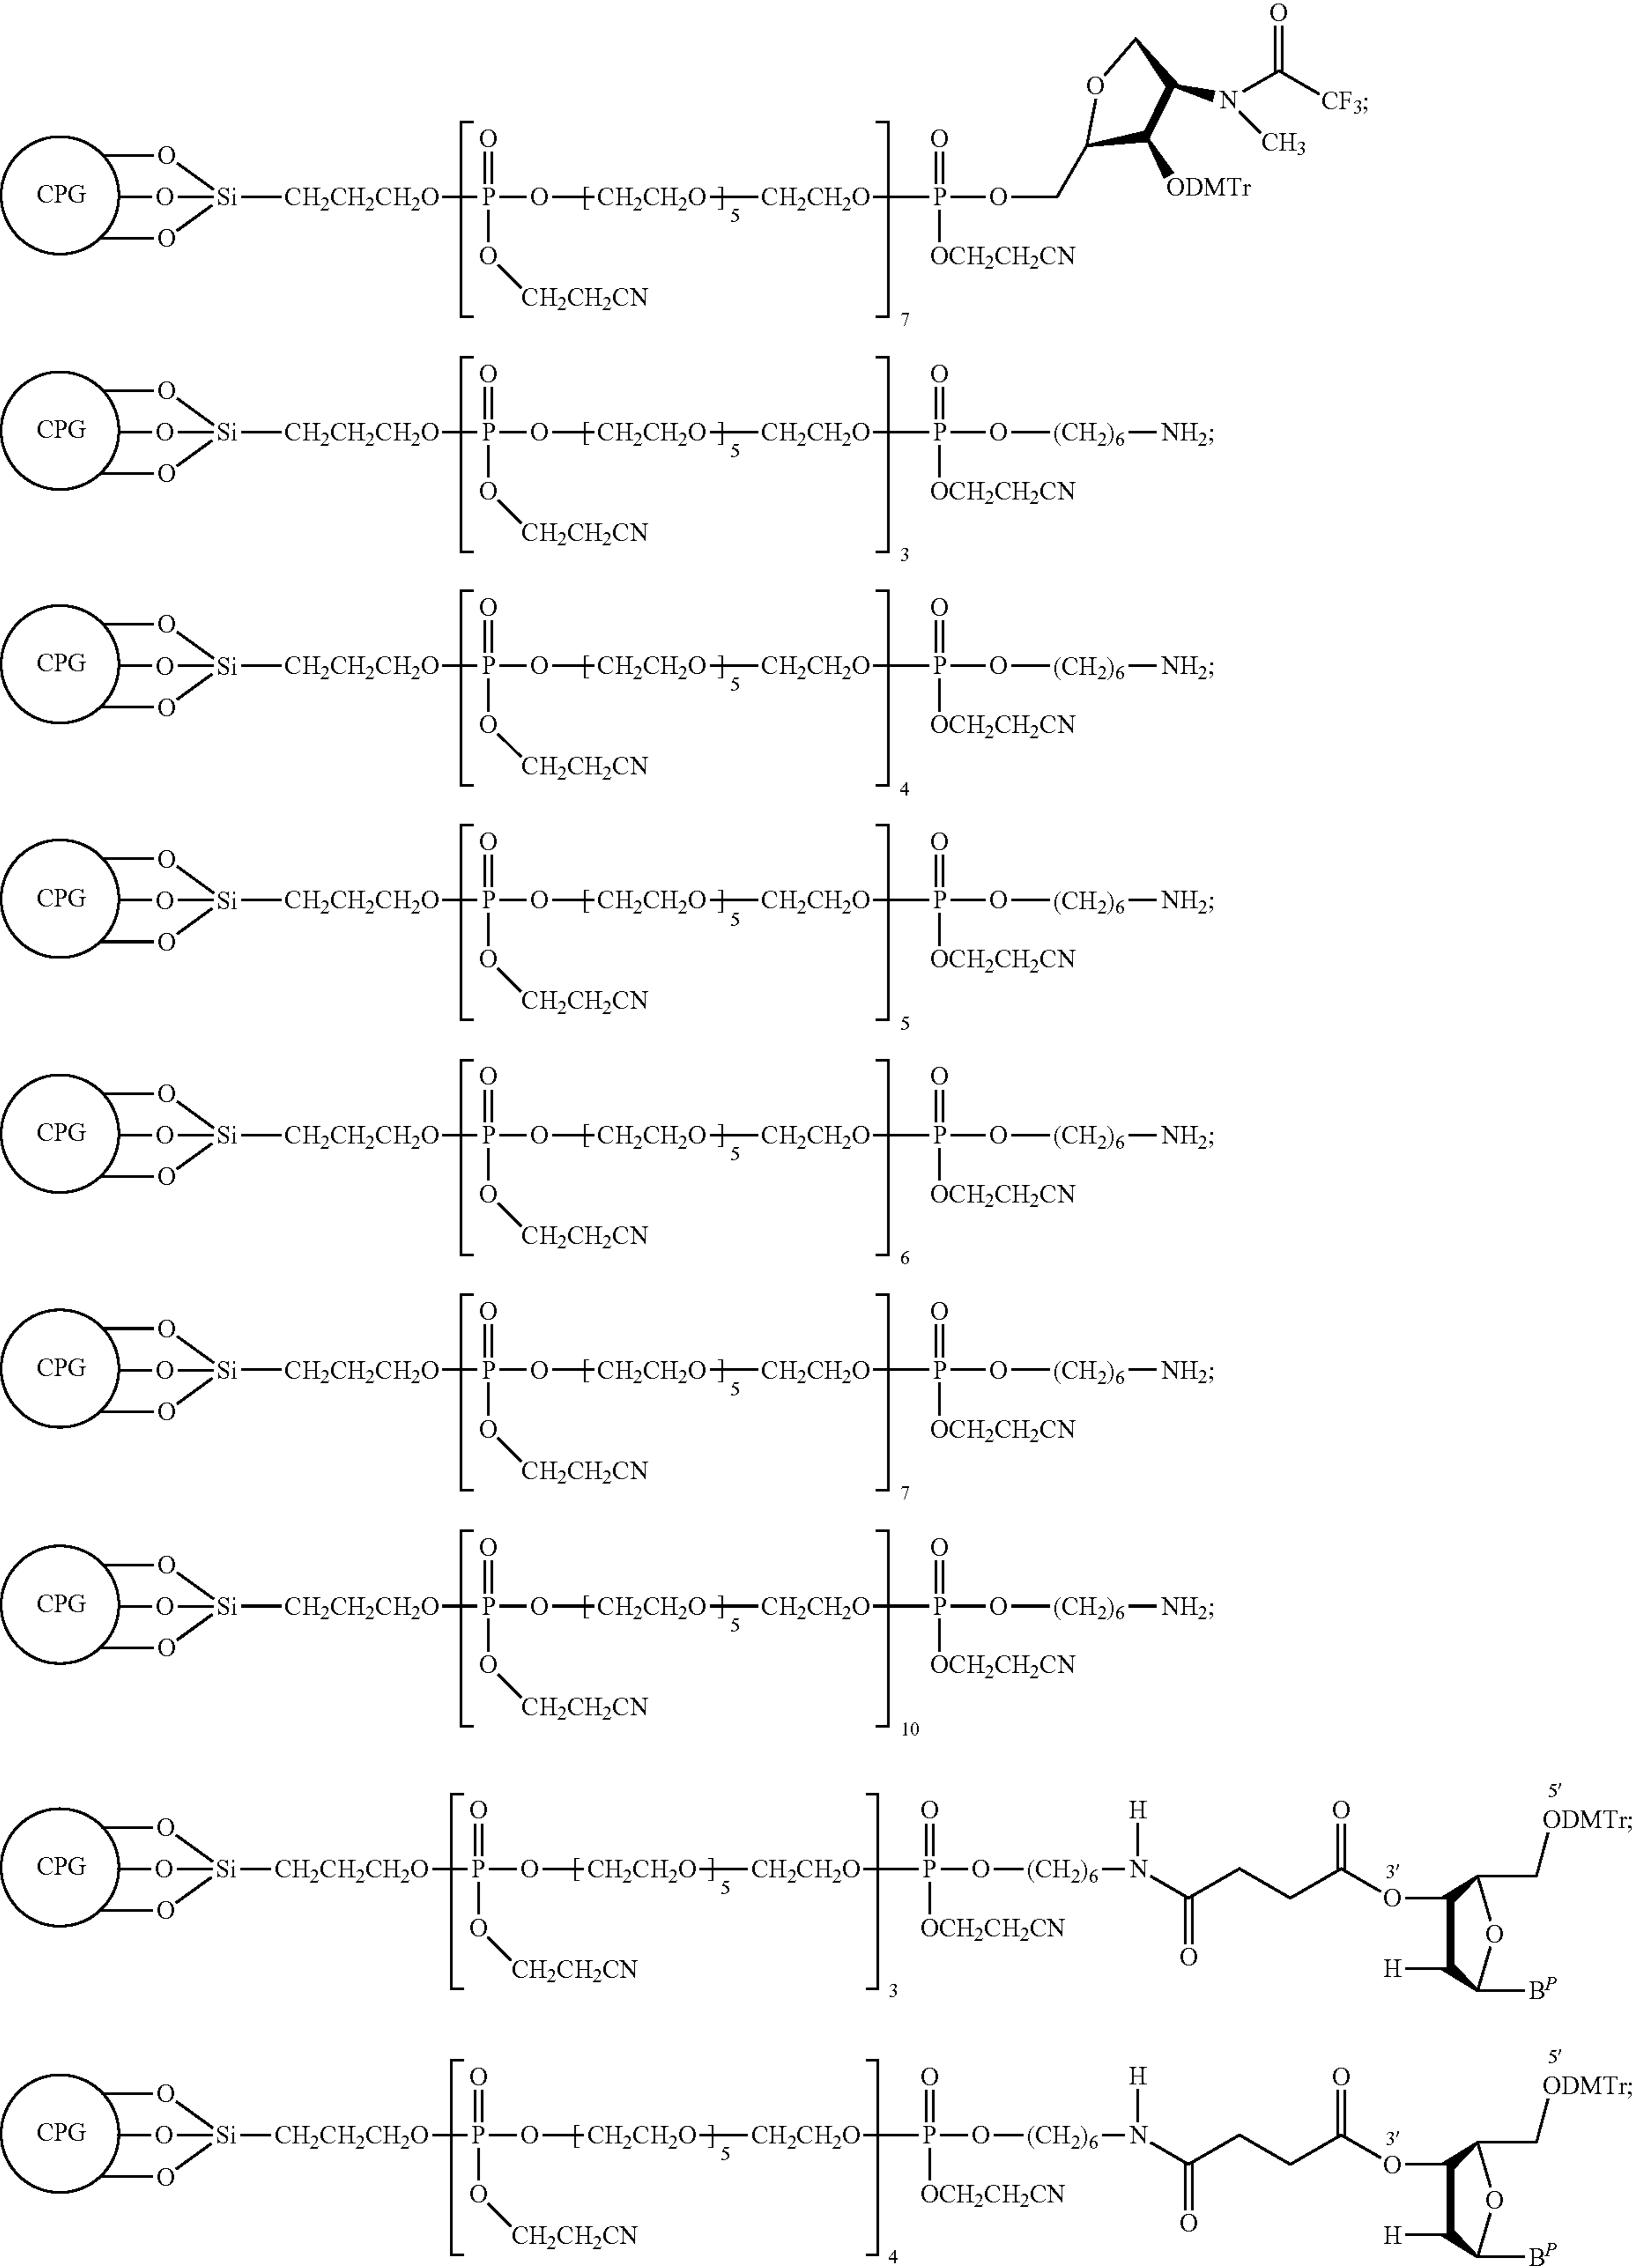 O
O CF3;
O O N
CPG O Si CH2CH2CH2O P O [CH2CH2O]5 CH2CH2O P O CH3
O ODMTr
O OCH2CH2CN
CH2CH2CN
7
O O
O
CPG O Si CH2CH2CH2O P O [CH2CH2O]5 CH2CH2O P O (CH2)6 NH2;
O
O OCH2CH2CN
CH2CH2CN
3
O O
O
CPG O Si CH2CH2CH2O P O [CH2CH2O]5 CH2CH2O P O (CH2)6 NH2;
O
O OCH2CH2CN
CH2CH2CN
4
O O
O
CPG O Si CH2CH2CH2O P O [CH2CH2O]5 CH2CH2O P O (CH2)6 NH2;
O
O OCH2CH2CN
CH2CH2CN
5
O O
O
CPG O Si CH2CH2CH2O P O [CH2CH2O]5 CH2CH2O P O (CH2)6 NH2;
O
O OCH2CH2CN
CH2CH2CN
6
O O
O
CPG O Si CH2CH2CH2O P O [CH2CH2O]5 CH2CH2O P O (CH2)6 NH2;
O
O OCH2CH2CN
CH2CH2CN
7
O O
O
CPG O Si CH2CH2CH2O P O [CH2CH2O]5 CH2CH2O P O (CH2)6 NH2;
O
O OCH2CH2CN
CH2CH2CN
10
5′
O O H O ODMTr;
O
CPG O Si CH2CH2CH2O P O [CH2CH2O]5 CH2CH2O P O (CH2)6 N 3′
O O
O OCH2CH2CN O O
CH2CH2CN H
3 BP
5′
O O H O ODMTr;
O
CPG O Si CH2CH2CH2O P O [CH2CH2O]5 CH2CH2O P O (CH2)6 N 3′
O O
O OCH2CH2CN O O
CH2CH2CN H
4 BP